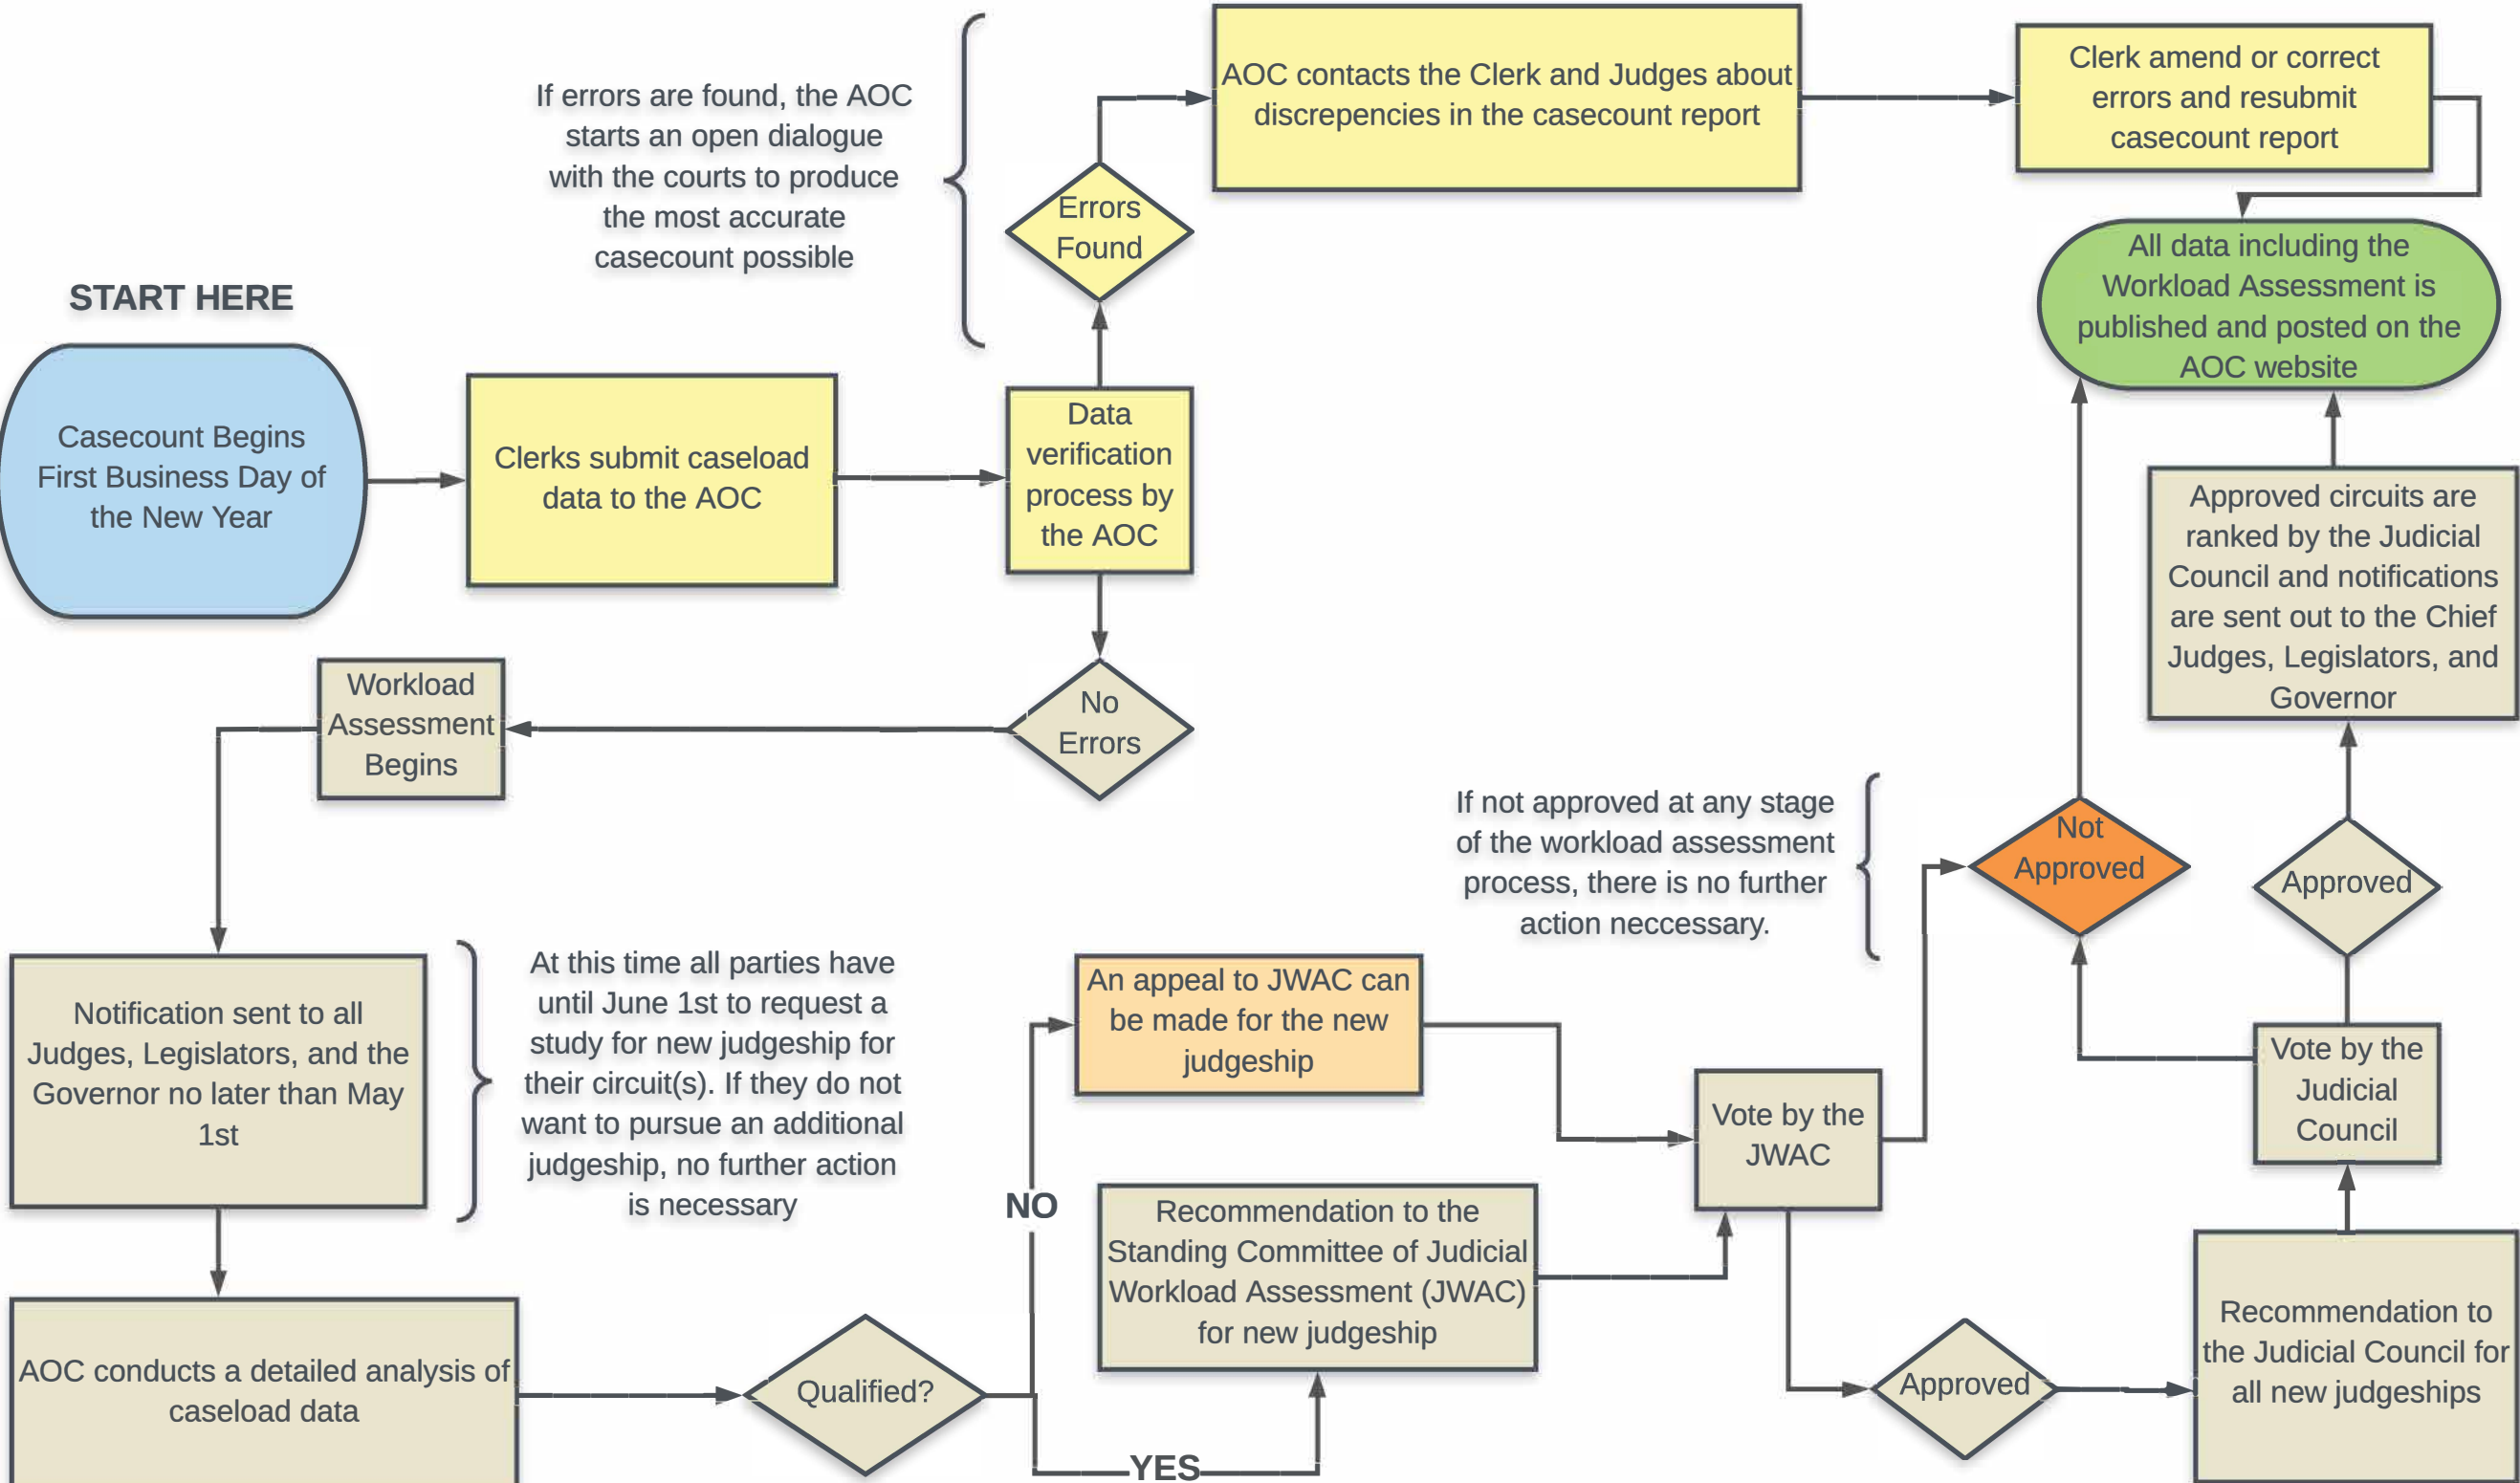 If errors are found, the AOC
starts an open dialogue
with the courts to produce
the most accurate
casecount possible
AOC contacts the Clerk and Judges about
discrepencies in the casecount report
Clerk amend or correct
errors and resubmit
casecount report
Errors
Found
All data including the
Workload Assessment is
published and posted on the
AOC website
START HERE
Casecount Begins
First Business Day of
the New Year
Clerks submit caseload
data to the AOC
Data
verification
process by
the AOC
Approved circuits are
ranked by the Judicial
Council and notifications
are sent out to the Chief
Judges, Legislators, and
Governor
Workload
Assessment
Begins
No
Errors
If not approved at any stage
of the workload assessment
process, there is no further
action neccessary.
Not
Approved
Approved
Notification sent to all
Judges, Legislators, and the
Governor no later than May
1st
At this time all parties have
until June 1st to request a
study for new judgeship for
their circuit(s). If they do not
want to pursue an additional
judgeship, no further action
is necessary
An appeal to JWAC can
be made for the new
judgeship
Vote by the
JWAC
Vote by the
Judicial
Council
NO
Recommendation to the
Standing Committee of Judicial
Workload Assessment (JWAC)
for new judgeship
AOC conducts a detailed analysis of
caseload data
Qualified?
YES
Approved
Recommendation to
the Judicial Council for
all new judgeships